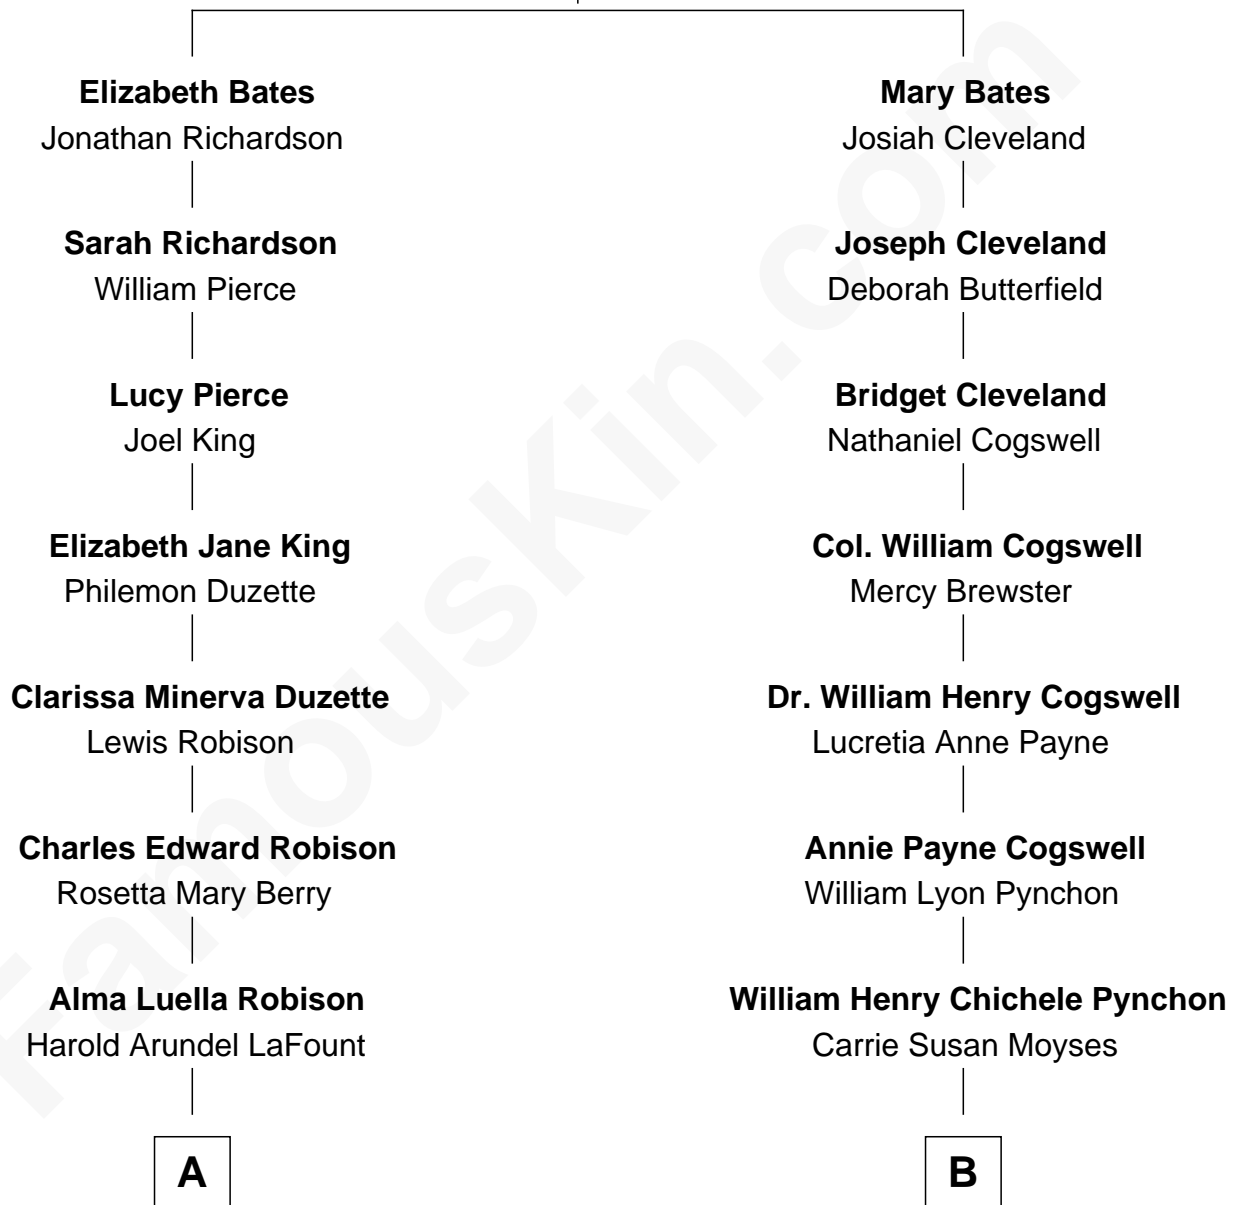 Elizabeth Bates
Jonathan Richardson
Mary Bates
Josiah Cleveland
Sarah Richardson
William Pierce
Joseph Cleveland
Deborah Butterfield
Lucy Pierce
Joel King
Bridget Cleveland
Nathaniel Cogswell
Elizabeth Jane King
Philemon Duzette
Col. William Cogswell
Mercy Brewster
Clarissa Minerva Duzette
Lewis Robison
Dr. William Henry Cogswell
Lucretia Anne Payne
Charles Edward Robison
Rosetta Mary Berry
Annie Payne Cogswell
William Lyon Pynchon
Alma Luella Robison
Harold Arundel LaFount
William Henry Chichele Pynchon
Carrie Susan Moyses
A
B
FamousKin.com